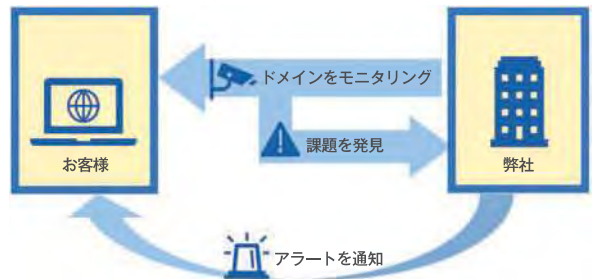 ドメインをモニタリング
課題を発見
お客様
弊社
アラートを通知